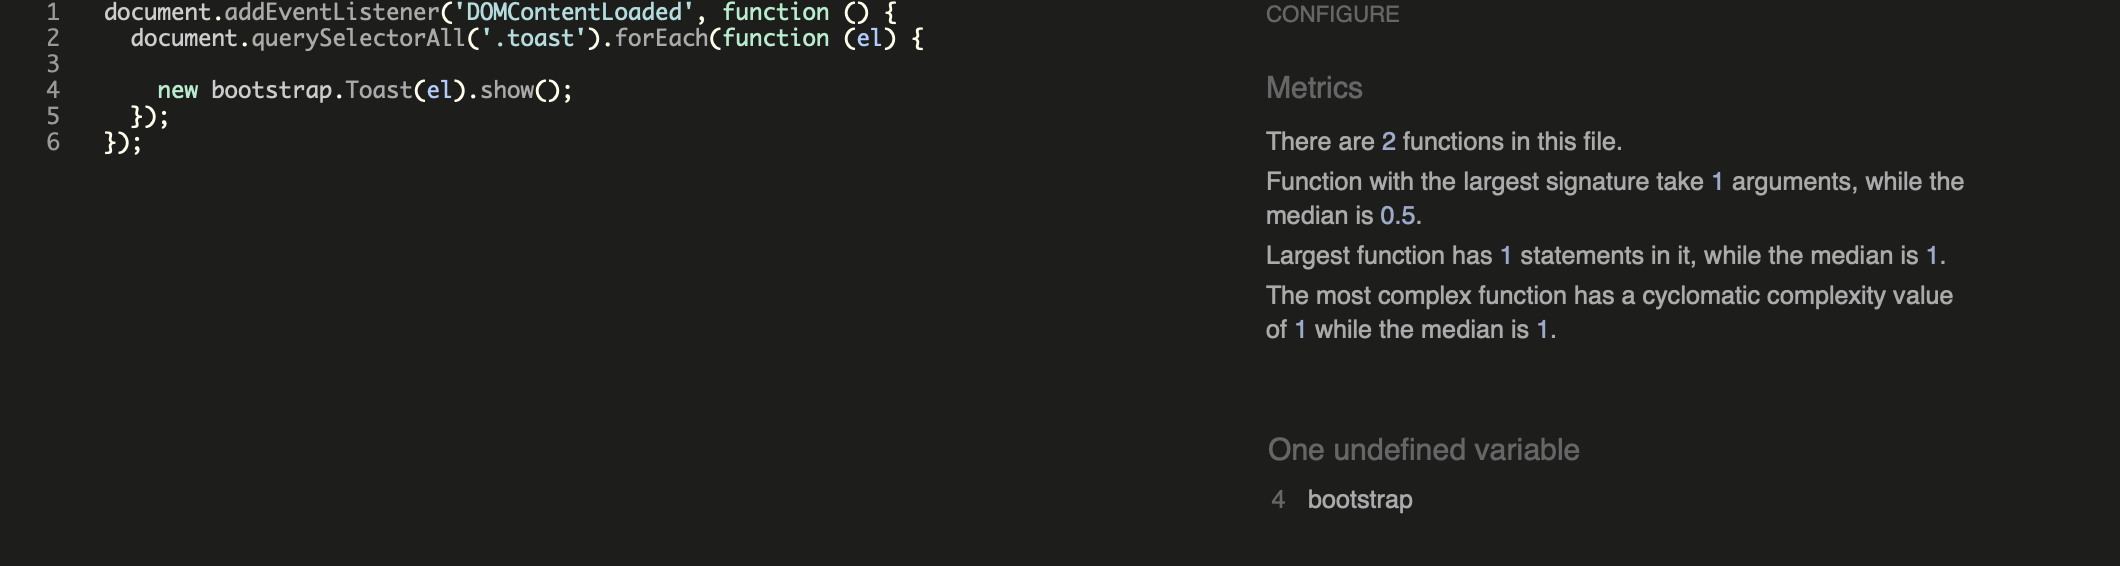 1 document.addEventListener('DOMContentLoaded', function () {
2 document.querySelectorAll('.toast').forEach(function (el) {
3
4 new bootstrap.Toast(el).show();
5 });
6 });
CONFIGURE
Metrics
There are 2 functions in this file.
Function with the largest signature take 1 arguments, while the
median is 0.5.
Largest function has 1 statements in it, while the median is 1.
The most complex function has a cyclomatic complexity value
of 1 while the median is 1.
One undefined variable
4 bootstrap